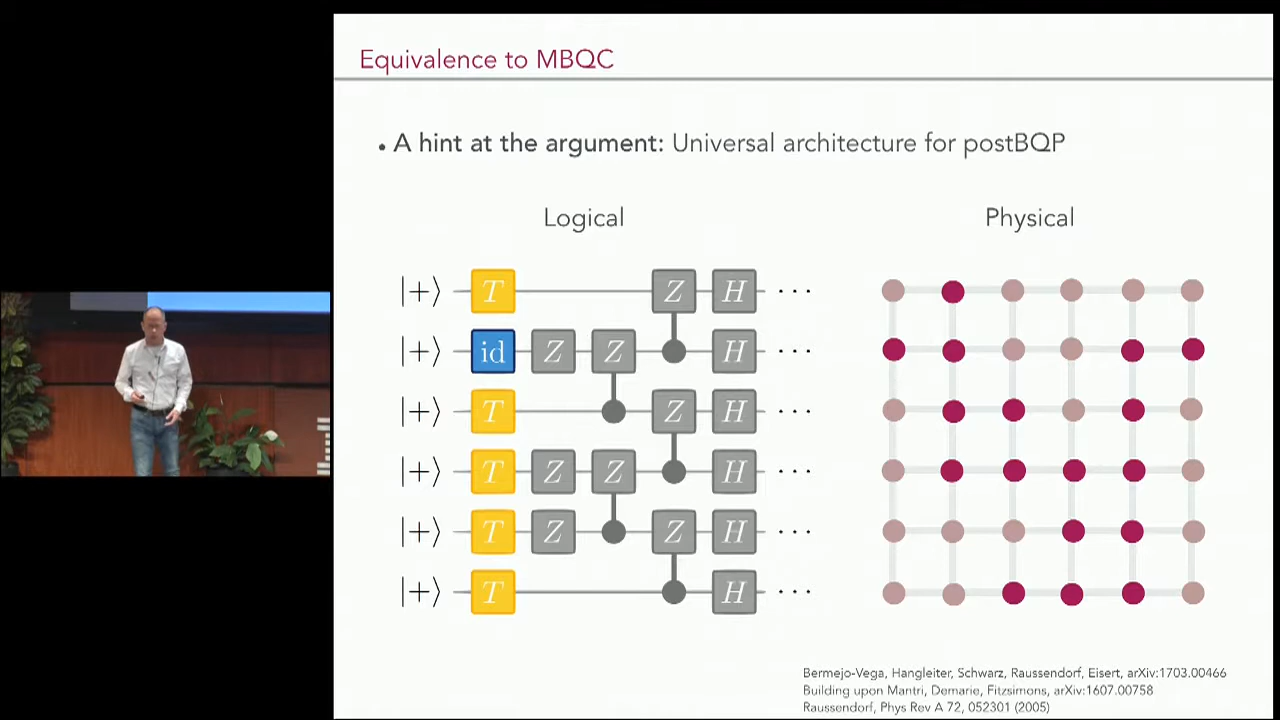 Equivalence to MBQC
• A hint at the argument: Universal architecture for postBQP
Logical Physical
|+⟩ T Z H ···
|+⟩ id Z Z H ···
|+⟩ T Z H ···
|+⟩ T Z Z H ···
|+⟩ T Z Z H ···
|+⟩ T H ···
Bermejo-Vega, Hangleiter, Schwarz, Raussendorf, Eisert, arXiv:1703.00466
Building upon Mantri, Demarie, Fitzsimons, arXiv:1607.00758
Raussendorf, Phys Rev A 72, 052301 (2005)